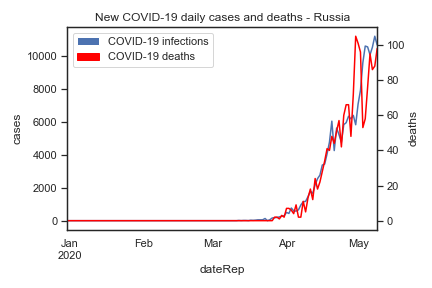 New COVID-19 daily cases and deaths - Russia
COVID-19 infections
COVID-19 deaths
10000
8000
6000
4000
2000
0
cases
100
80
60
40
20
0
deaths
Jan
2020
Feb
Mar
Apr
May
dateRep